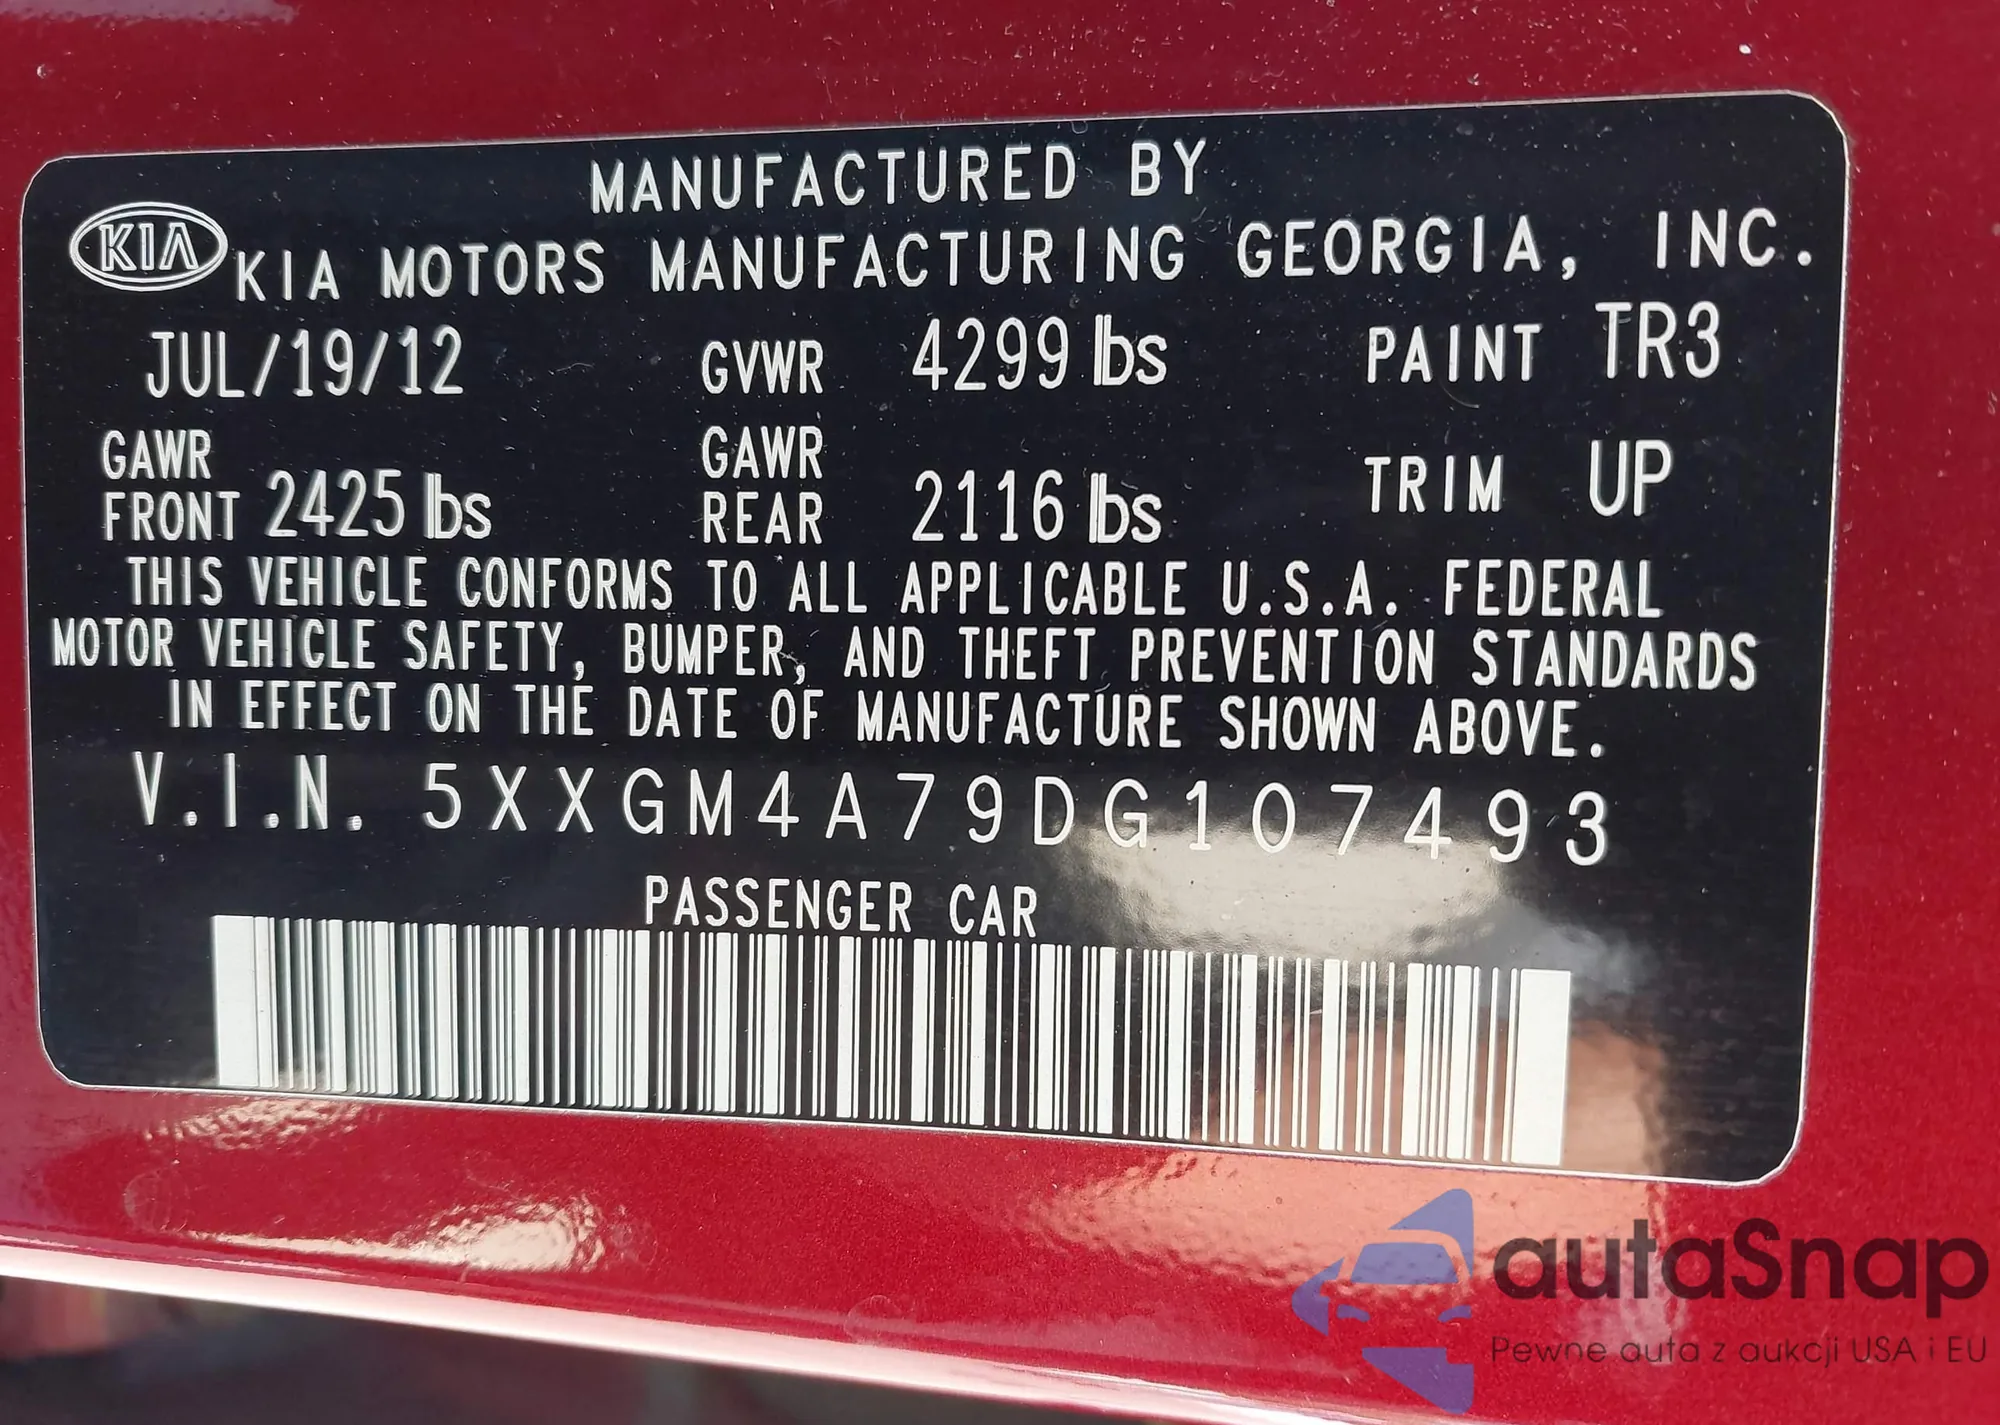 MANUFACTURED BY
KIA KIA MOTORS MANUFACTURING GEORGIA, INC.
JUL/19/12 GVWR 4299 lbs PAINT TR3
GAWR FRONT 2425 lbs GAWR REAR 2116 lbs TRIM UP
THIS VEHICLE CONFORMS TO ALL APPLICABLE U.S.A. FEDERAL
MOTOR VEHICLE SAFETY, BUMPER, AND THEFT PREVENTION STANDARDS
IN EFFECT ON THE DATE OF MANUFACTURE SHOWN ABOVE.
V.I.N. 5XXGM4A79DG107493
PASSENGER CAR
autaSnap
Pewne auta z aukcji USA i EU